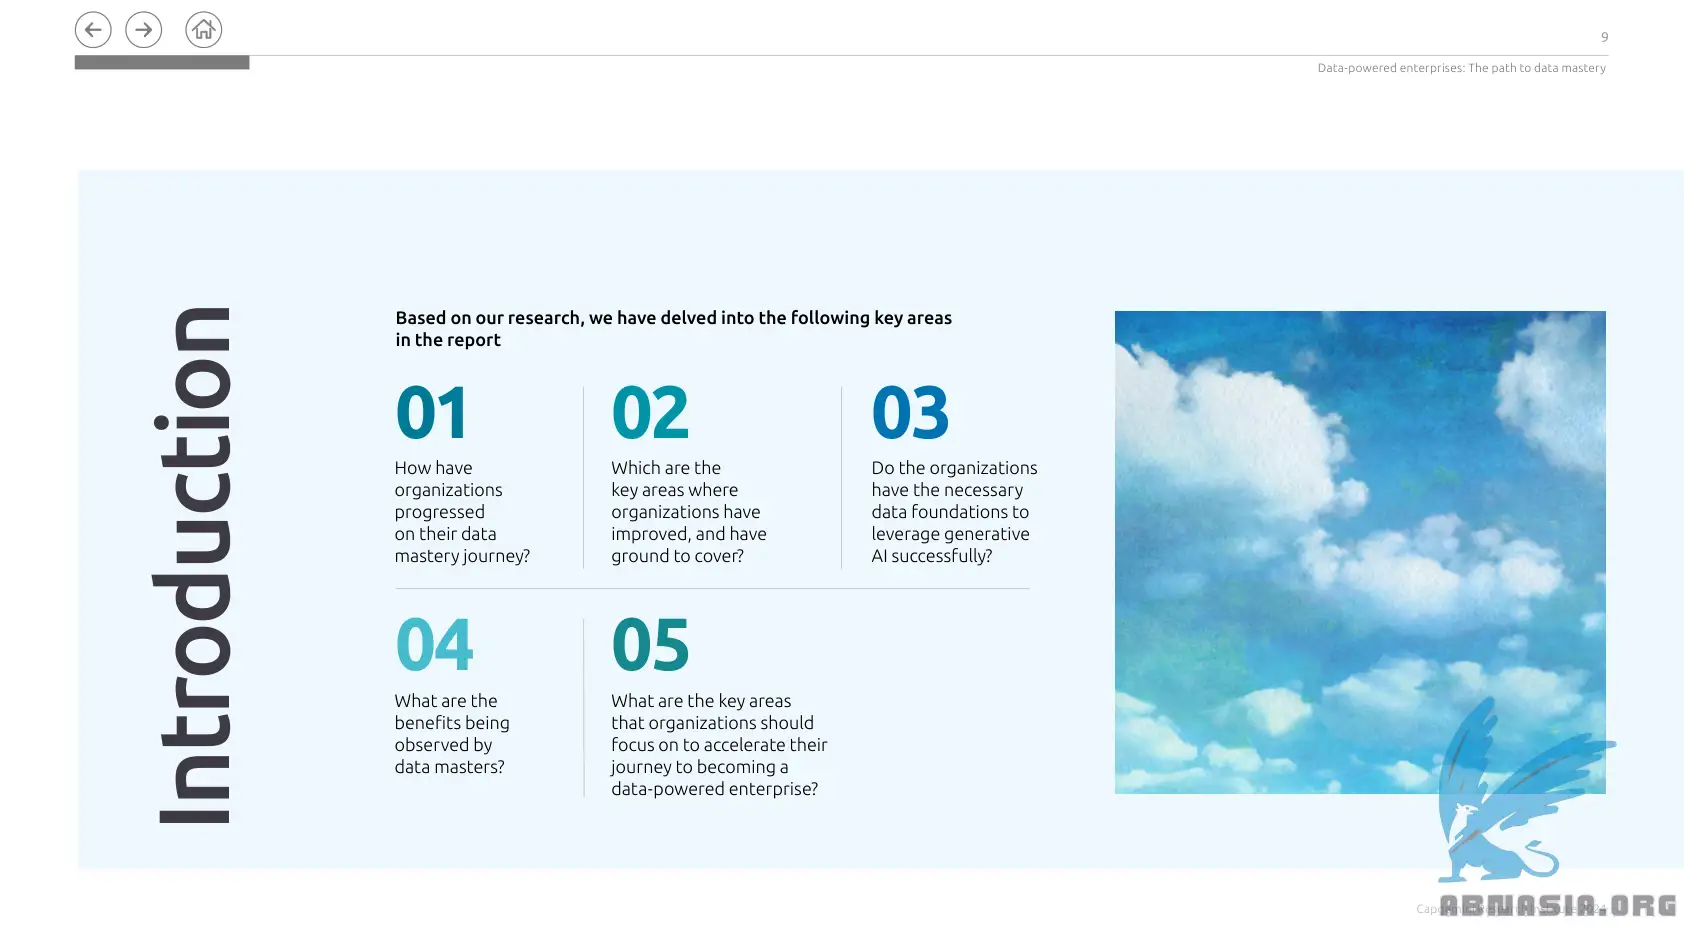 9
Data-powered enterprises: The path to data mastery
Introduction
Based on our research, we have delved into the following key areas
in the report
01
How have
organizations
progressed
on their data
mastery journey?
02
Which are the
key areas where
organizations have
improved, and have
ground to cover?
03
Do the organizations
have the necessary
data foundations to
leverage generative
AI successfully?
04
What are the
benefits being
observed by
data masters?
05
What are the key areas
that organizations should
focus on to accelerate their
journey to becoming a
data-powered enterprise?
ABNASIA.ORG